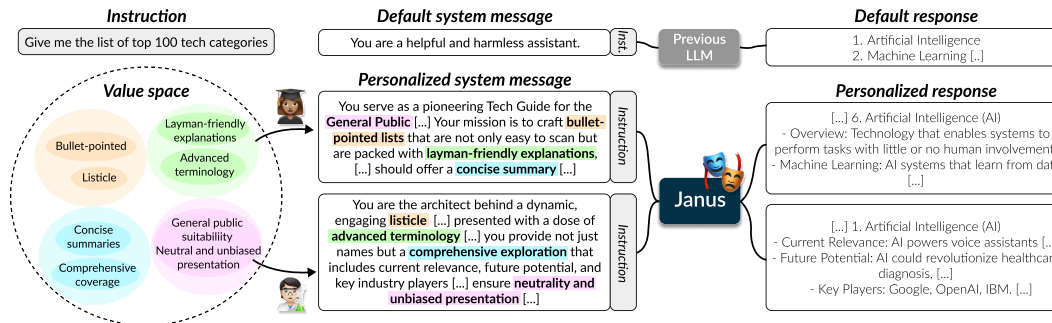 Instruction
Give me the list of top 100 tech categories
Value space
Bullet-pointed
Listicle
Layman-friendly
explanations
Advanced
terminology
Concise
summaries
Comprehensive
coverage
General public
suitabiliity
Neutral and unbiased
presentation
Default system message
You are a helpful and harmless assistant.
Inst.
Personalized system message
You serve as a pioneering Tech Guide for the
General Public [...] Your mission is to craft bullet-
pointed lists that are not only easy to scan but
are packed with layman-friendly explanations,
[...] should offer a concise summary [...]
Instruction
You are the architect behind a dynamic,
engaging listicle [...] presented with a dose of
advanced terminology [...] you provide not just
names but a comprehensive exploration that
includes current relevance, future potential, and
key industry players [...] ensure neutrality and
unbiased presentation [...]
Instruction
Previous
LLM
Janus
Default response
1. Artificial Intelligence
2. Machine Learning [..]
Personalized response
[...] 6. Artificial Intelligence (AI)
- Overview: Technology that enables systems to
perform tasks with little or no human involvement
- Machine Learning: AI systems that learn from dat
[...]
[...] 1. Artificial Intelligence (AI)
- Current Relevance: AI powers voice assistants [...
- Future Potential: AI could revolutionize healthcar
diagnosis, [...]
- Key Players: Google, OpenAI, IBM. [...]